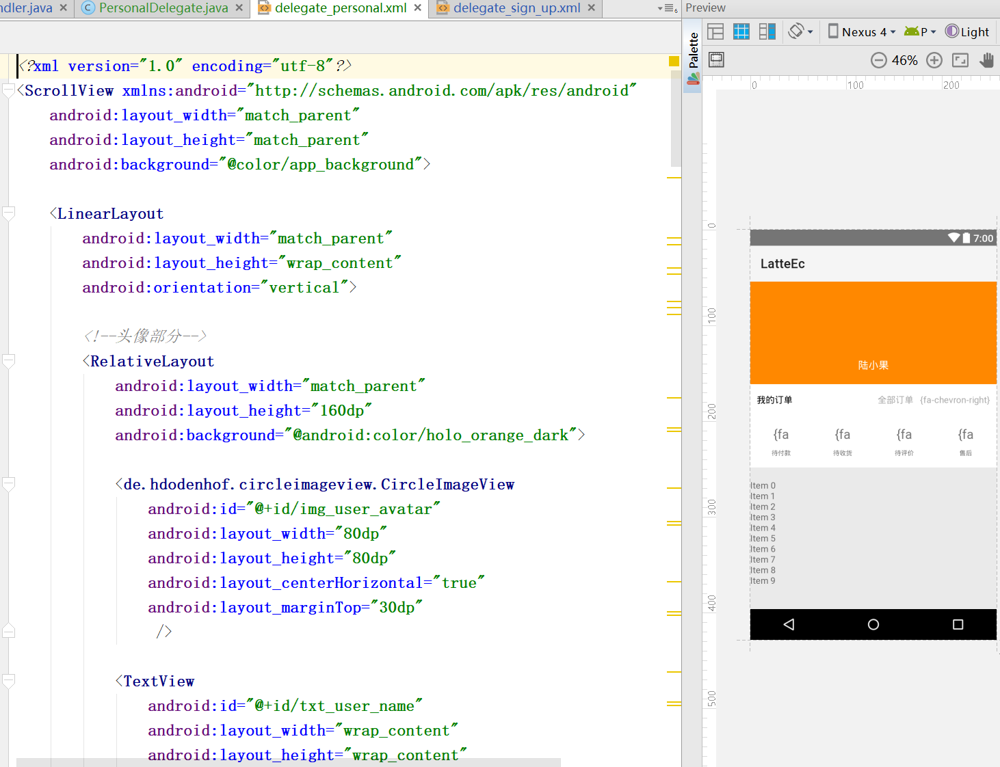 ndler.java
PersonalDelegate.java
delegate_personal.xml
delegate_sign_up.xml
6
<?xml version="1.0" encoding="utf-8"?>
<ScrollView xmlns:android="http://schemas.android.com/apk/res/android"
android:layout_width="match_parent"
android:layout_height="match_parent"
android:background="@color/app_background">
<LinearLayout
android:layout_width="match_parent"
android:layout_height="wrap_content"
android:orientation="vertical">
<!--头像部分-->
<RelativeLayout
android:layout_width="match_parent"
android:layout_height="160dp"
android:background="@android:color/holo_orange_dark">
<de.hdodenhof.circleimageview.CircleImageView
android:id="@+id/img_user_avatar"
android:layout_width="80dp"
android:layout_height="80dp"
android:layout_centerHorizontal="true"
android:layout_marginTop="30dp"
/>
<TextView
android:id="@+id/txt_user_name"
android:layout_width="wrap_content"
android:layout_height="wrap_content"
Preview
Palette
Nexus 4
P
Light
46%
0
100
200
0
100
200
300
400
500
7:00
LatteEc
陆小果
我的订单 全部订单 {fa-chevron-right}
{fa {fa {fa {fa
待付款 待收货 待评价 售后
Item 0
Item 1
Item 2
Item 3
Item 4
Item 5
Item 6
Item 7
Item 8
Item 9